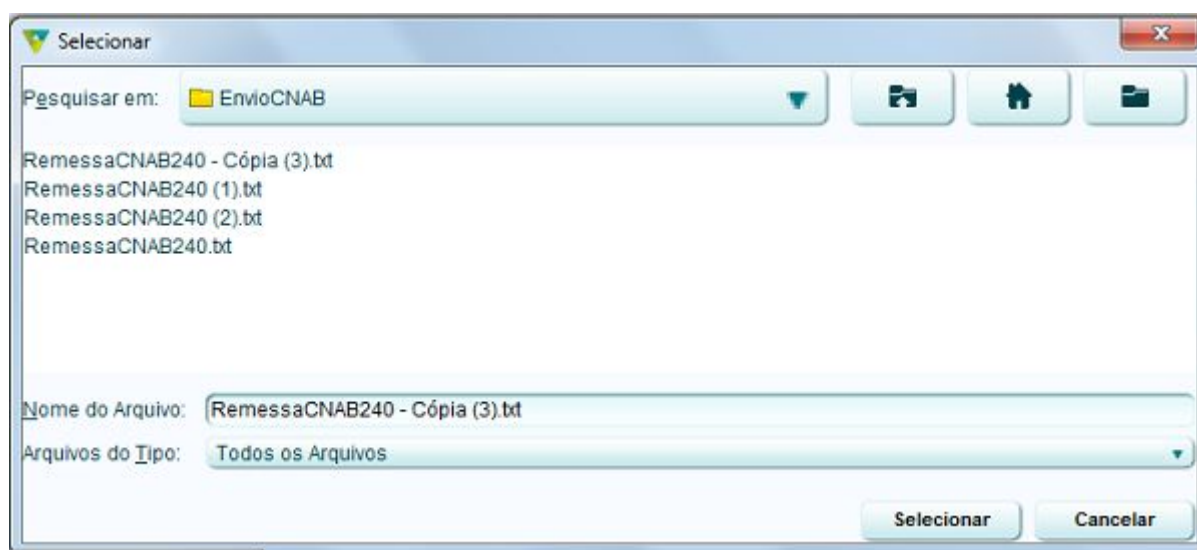 Selecionar
Pesquisar em: EnvioCNAB
RemessaCNAB240 - Cópia (3).txt
RemessaCNAB240 (1).txt
RemessaCNAB240 (2).txt
RemessaCNAB240.txt
Nome do Arquivo: RemessaCNAB240 - Cópia (3).txt
Arquivos do Tipo: Todos os Arquivos
Selecionar Cancelar